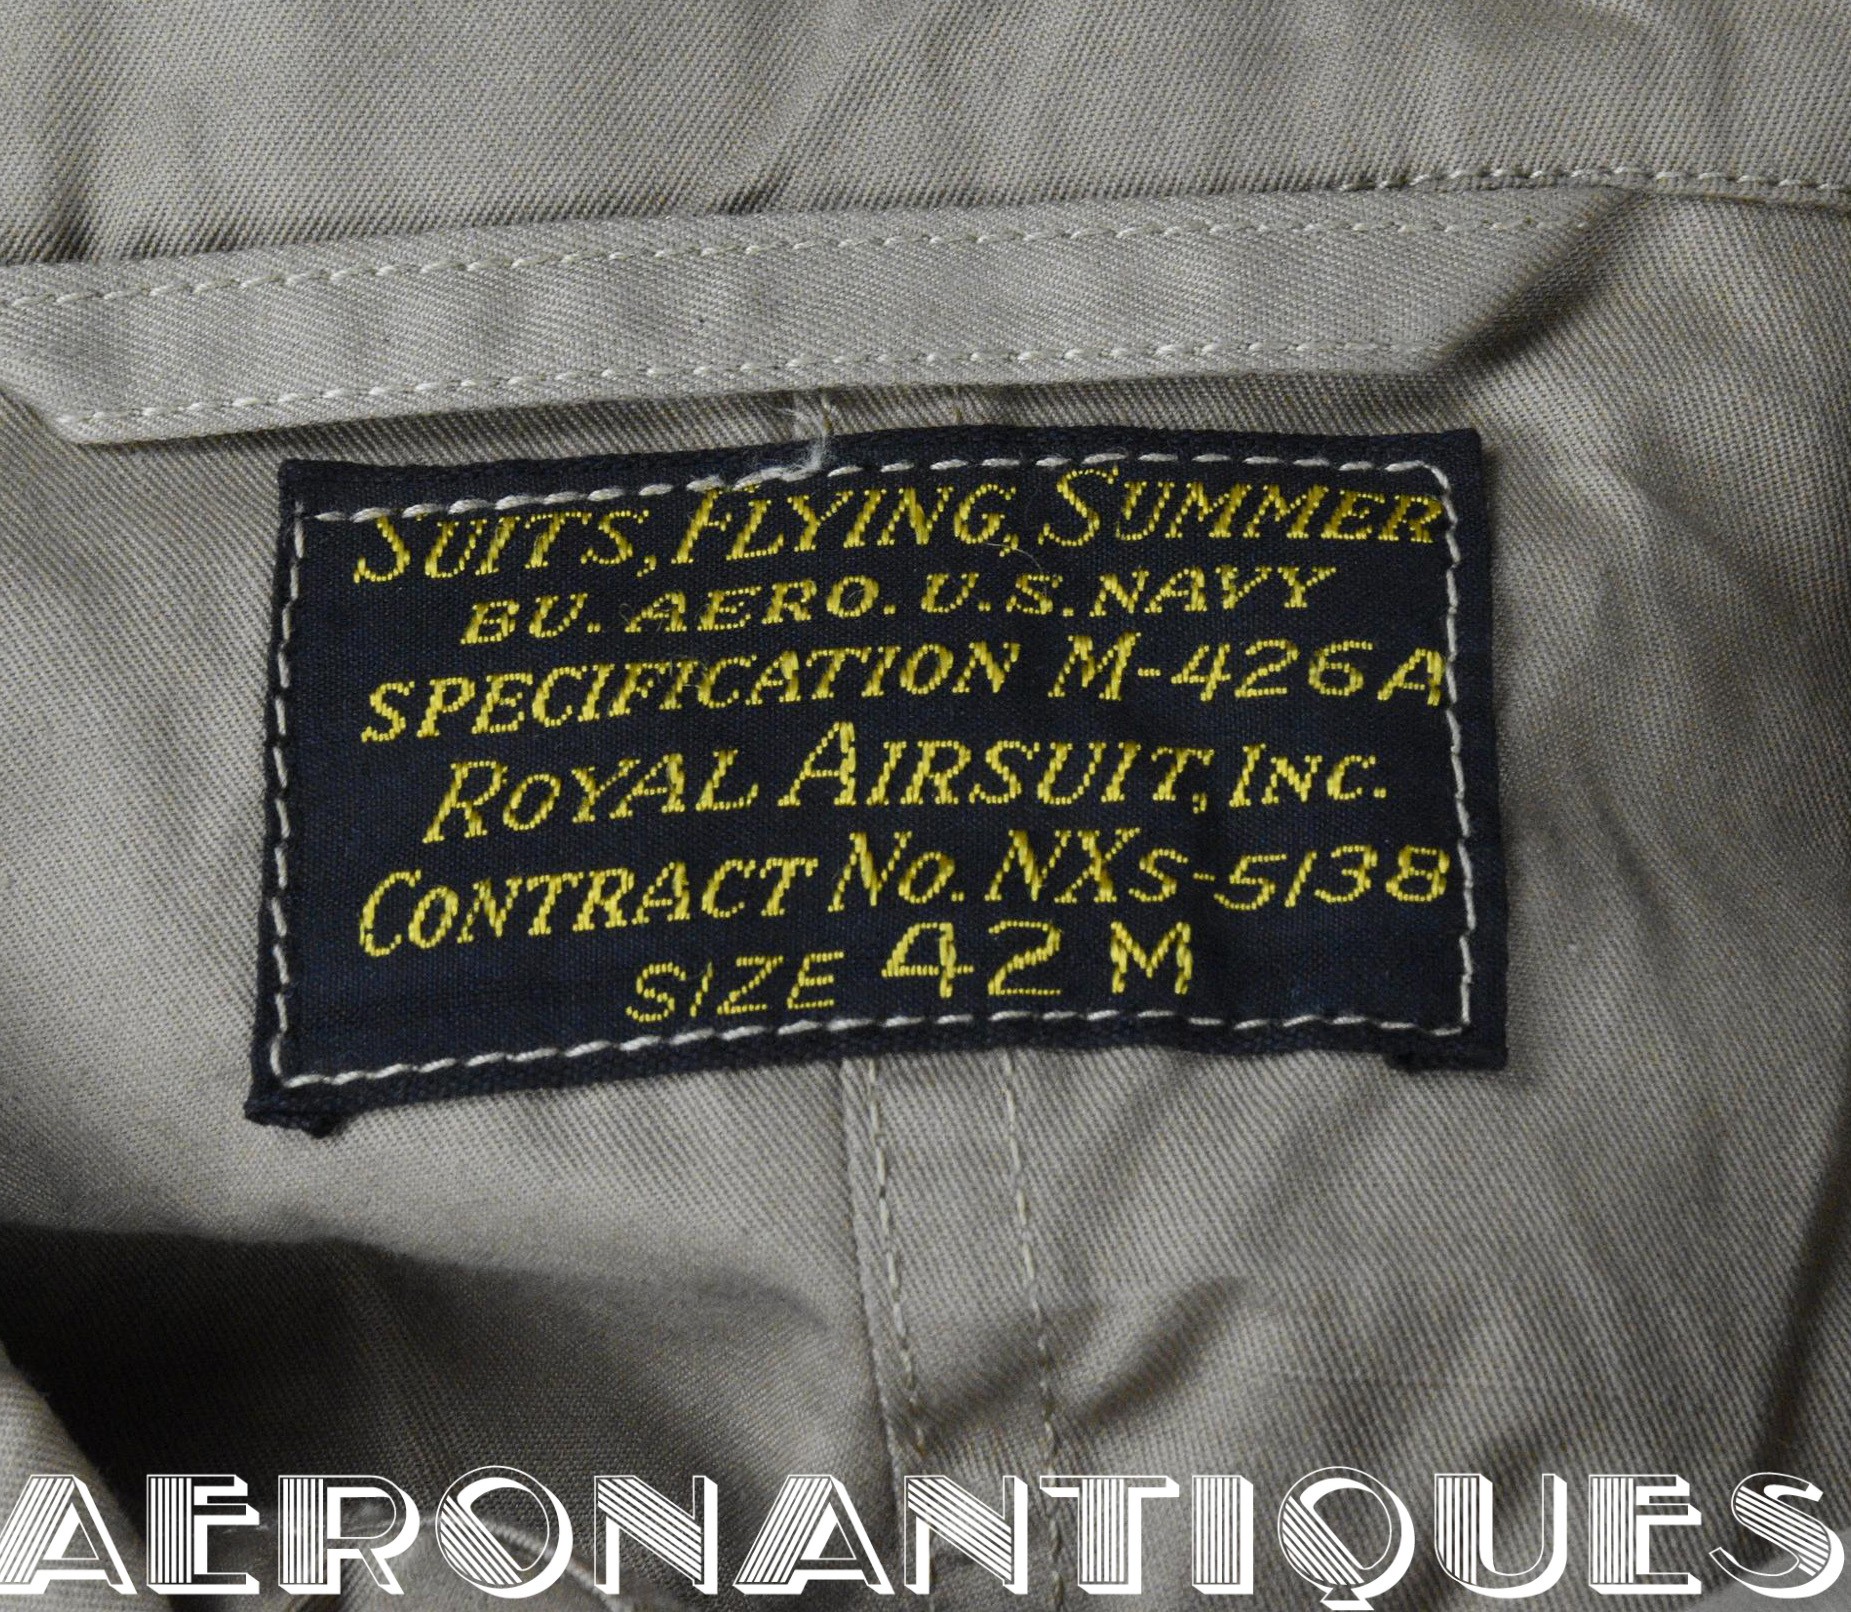 SUITS, FLYING, SUMMER
BU. AERO. U.S. NAVY
SPECIFICATION M-426A
ROYAL AIRSUIT, INC.
CONTRACT NO. NXS-5138
SIZE 42 M
AERONANTIQUES